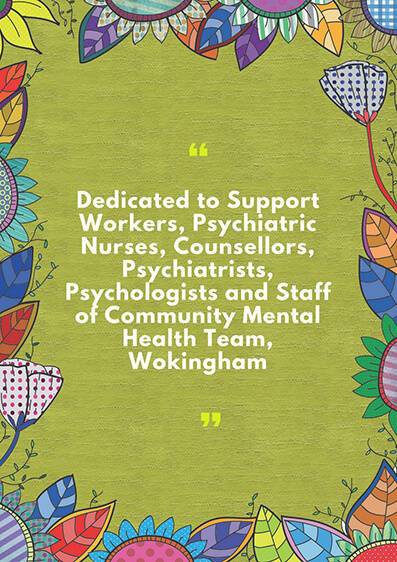 “
Dedicated to Support
Workers, Psychiatric
Nurses, Counsellors,
Psychiatrists,
Psychologists and Staff
of Community Mental
Health Team,
Wokingham
”